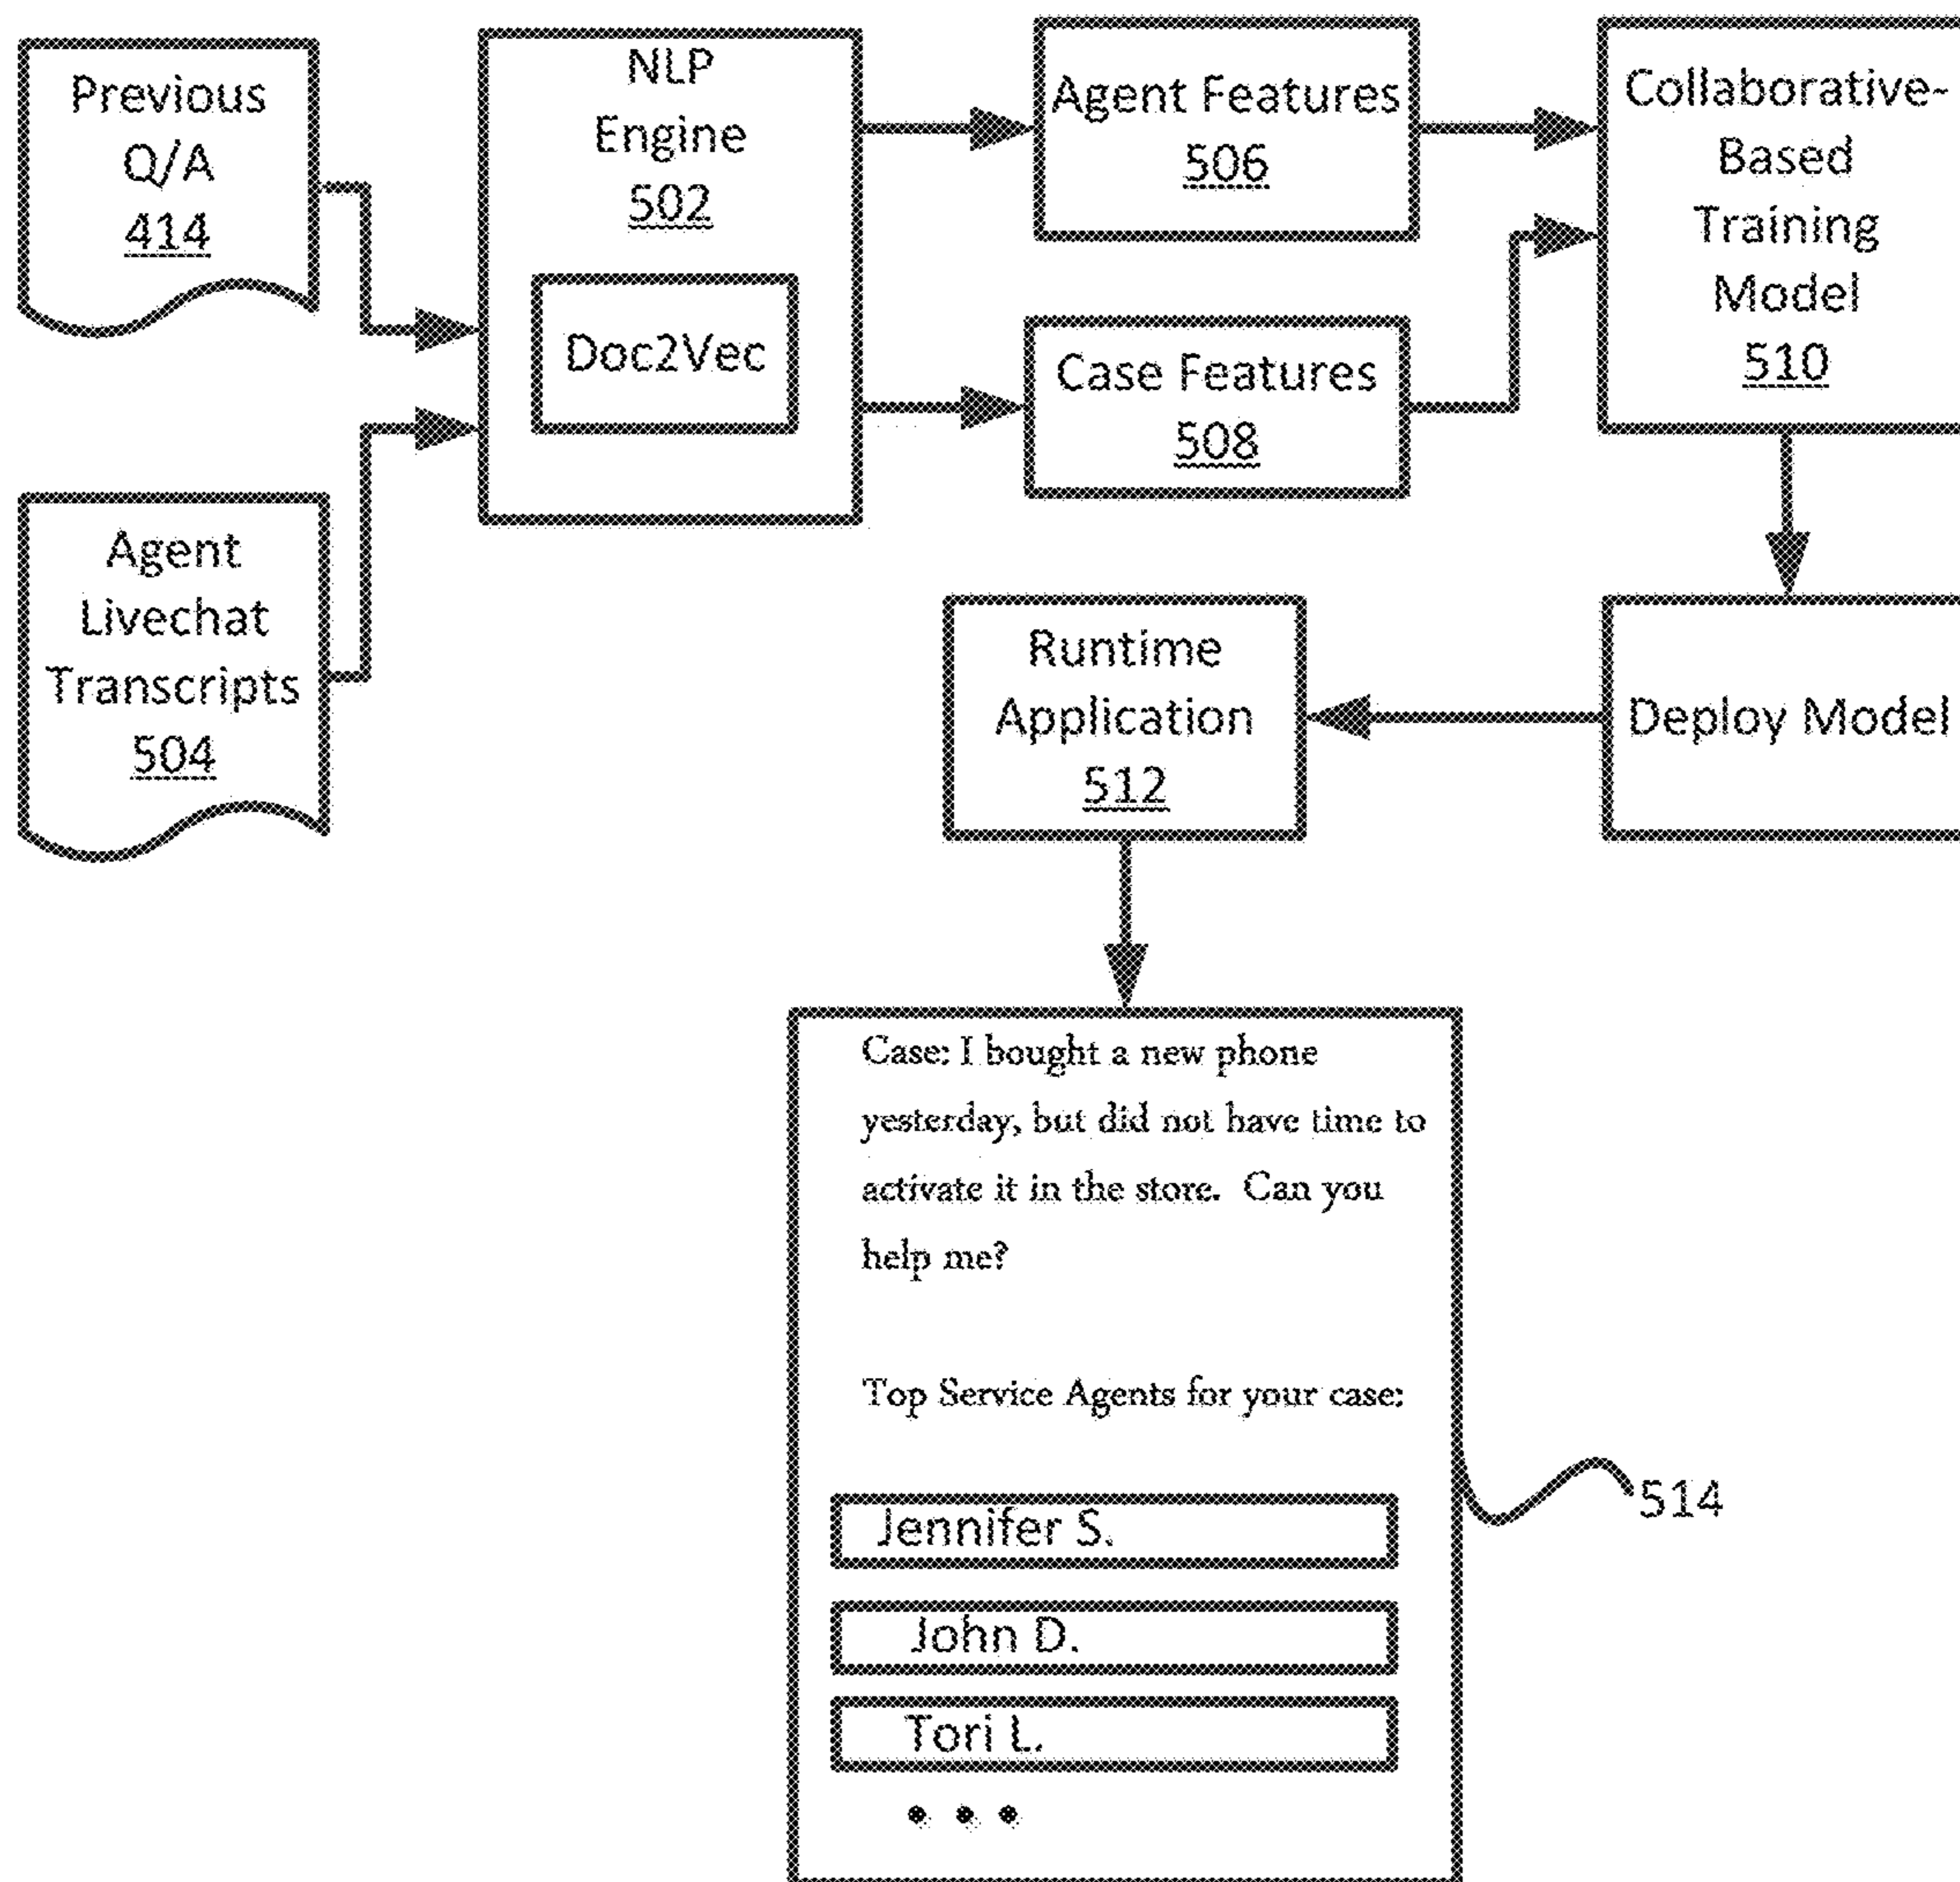 Previous
Q/A
414
NLP
Engine
502
Doc2Vec
Agent Features
506
Case Features
508
Collaborative-
Based
Training
Model
510
Agent
Livechat
Transcripts
504
Runtime
Application
512
Deploy Model
Case: I bought a new phone
yesterday, but did not have time to
activate it in the store. Can you
help me?
Top Service Agents for your case:
Jennifer S.
John D.
Tori L.
• • •
514